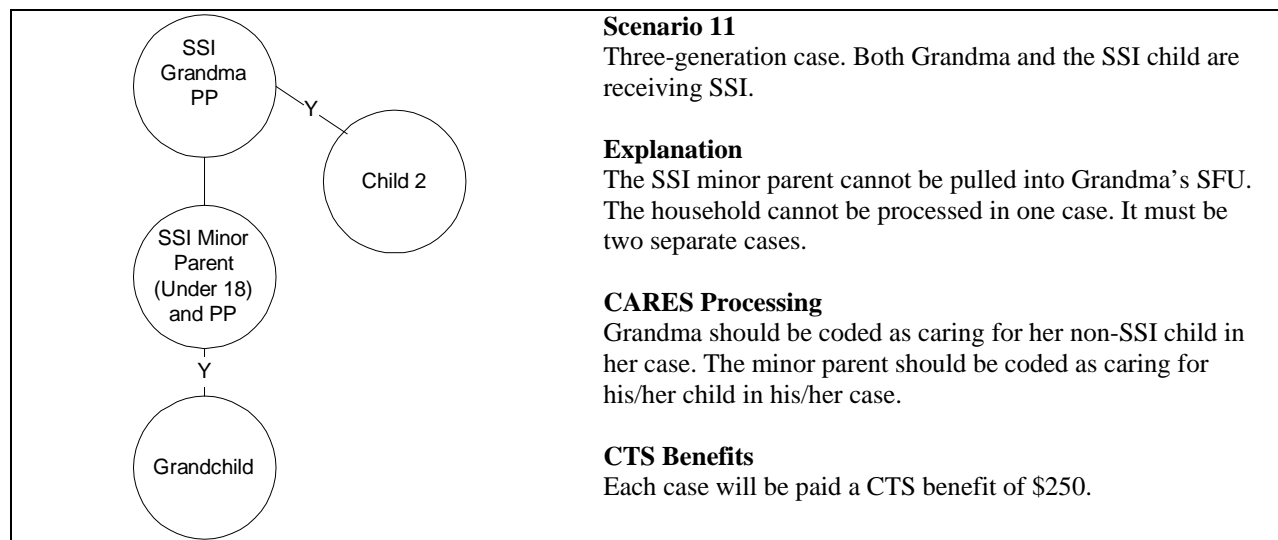 SSI
Grandma
PP
Y
Child 2
SSI Minor
Parent
(Under 18)
and PP
Y
Grandchild
Scenario 11
Three-generation case. Both Grandma and the SSI child are
receiving SSI.
Explanation
The SSI minor parent cannot be pulled into Grandma’s SFU.
The household cannot be processed in one case. It must be
two separate cases.
CARES Processing
Grandma should be coded as caring for her non-SSI child in
her case. The minor parent should be coded as caring for
his/her child in his/her case.
CTS Benefits
Each case will be paid a CTS benefit of $250.